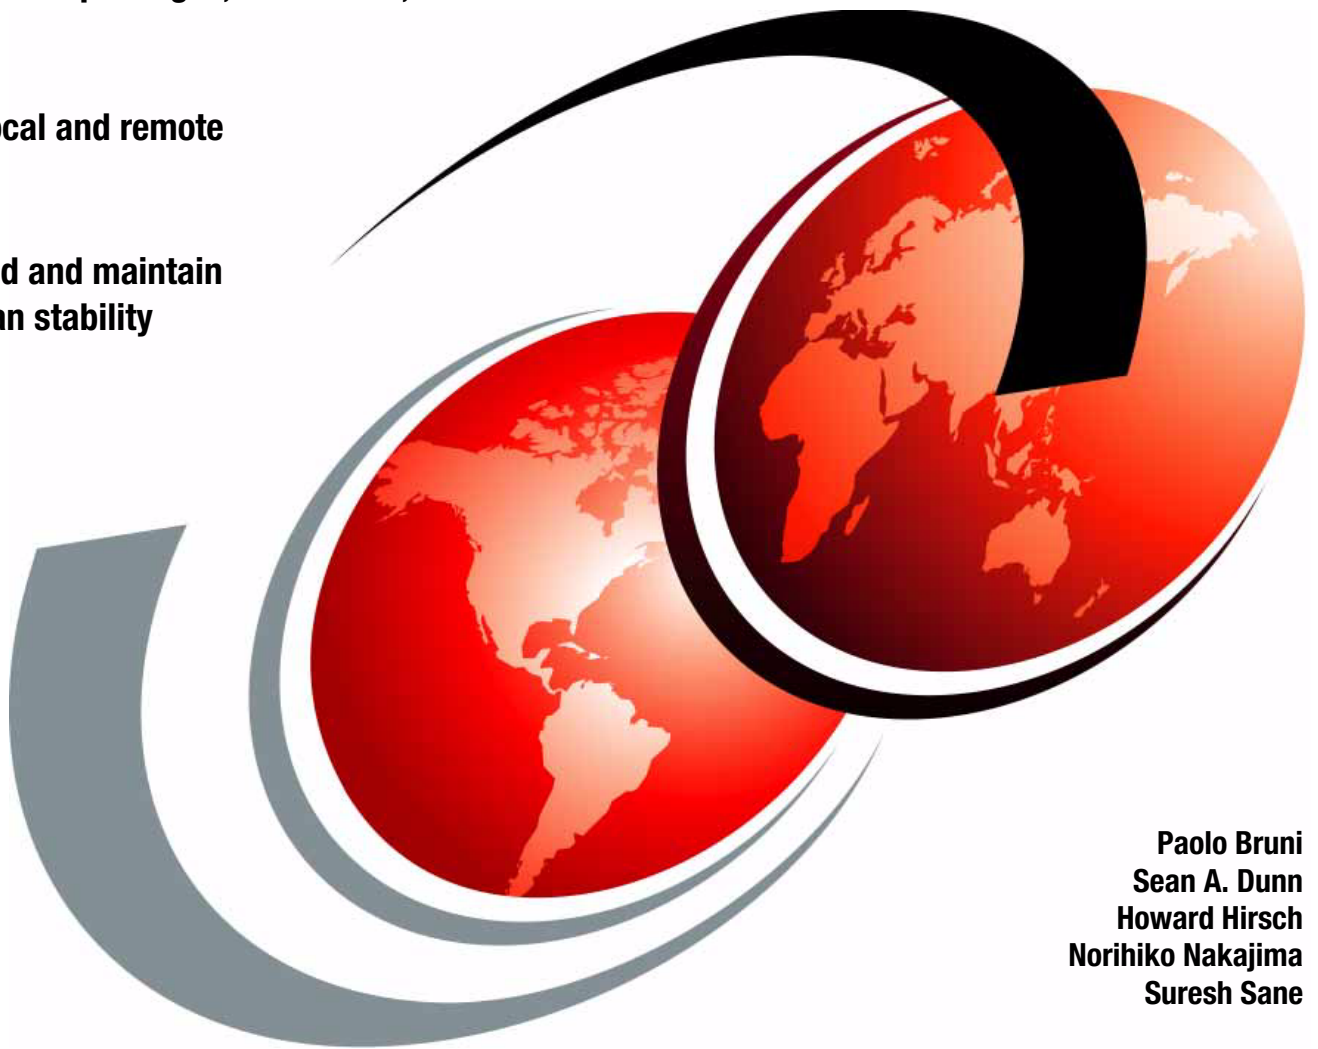 ocal and remote
d and maintain
an stability
Paolo Bruni
Sean A. Dunn
Howard Hirsch
Norihiko Nakajima
Suresh Sane